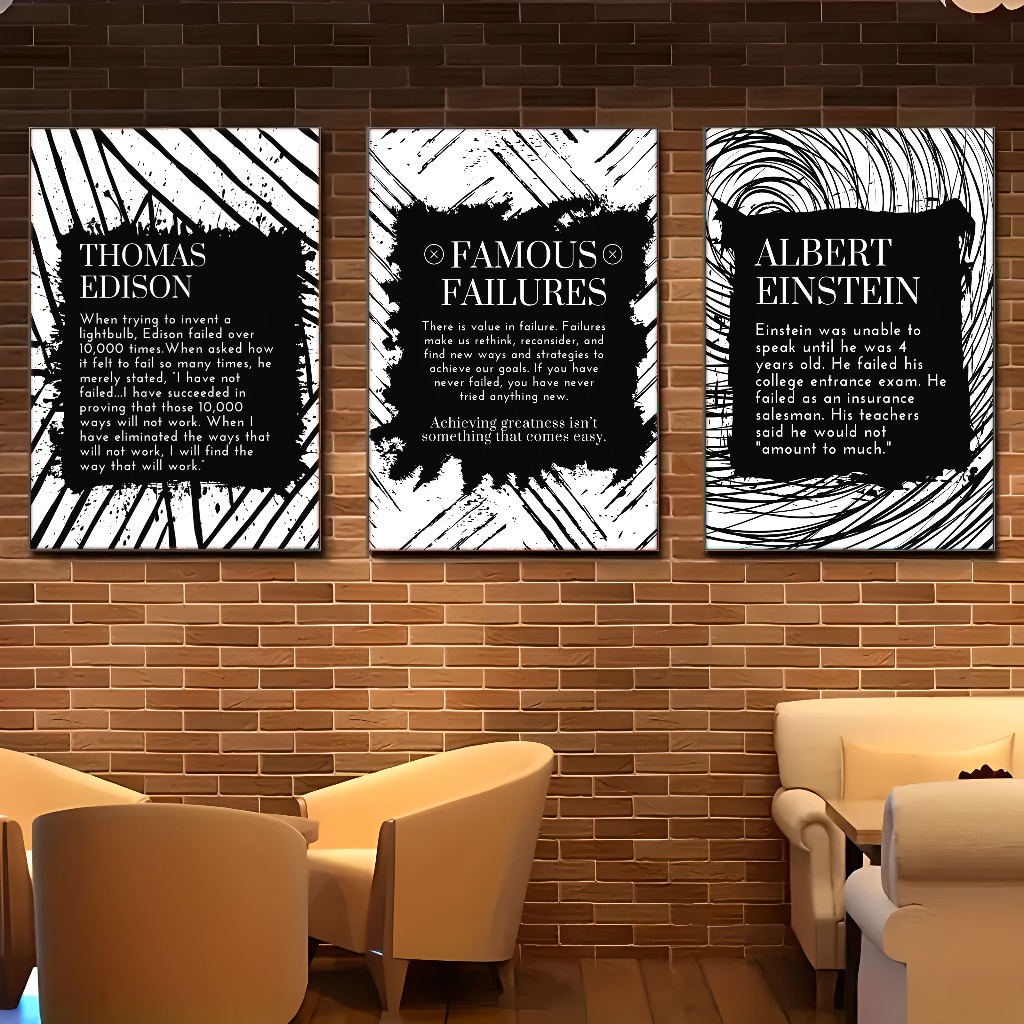 THOMAS
EDISON
When trying to invent a
lightbulb, Edison failed over
10,000 times.When asked how
it felt to fail so many times, he
merely stated, "I have not
failed...I have succeeded in
proving that those 10,000
ways will not work. When I
have eliminated the ways that
will not work, I will find the
way that will work."
FAMOUS
FAILURES
There is value in failure. Failures
make us rethink, reconsider, and
find new ways and strategies to
achieve our goals. If you have
never failed, you have never
tried anything new.
Achieving greatness isn't
something that comes easy.
ALBERT
EINSTEIN
Einstein was unable to
speak until he was 4
years old. He failed his
college entrance exam. He
failed as an insurance
salesman. His teachers
said he would not
"amount to much."